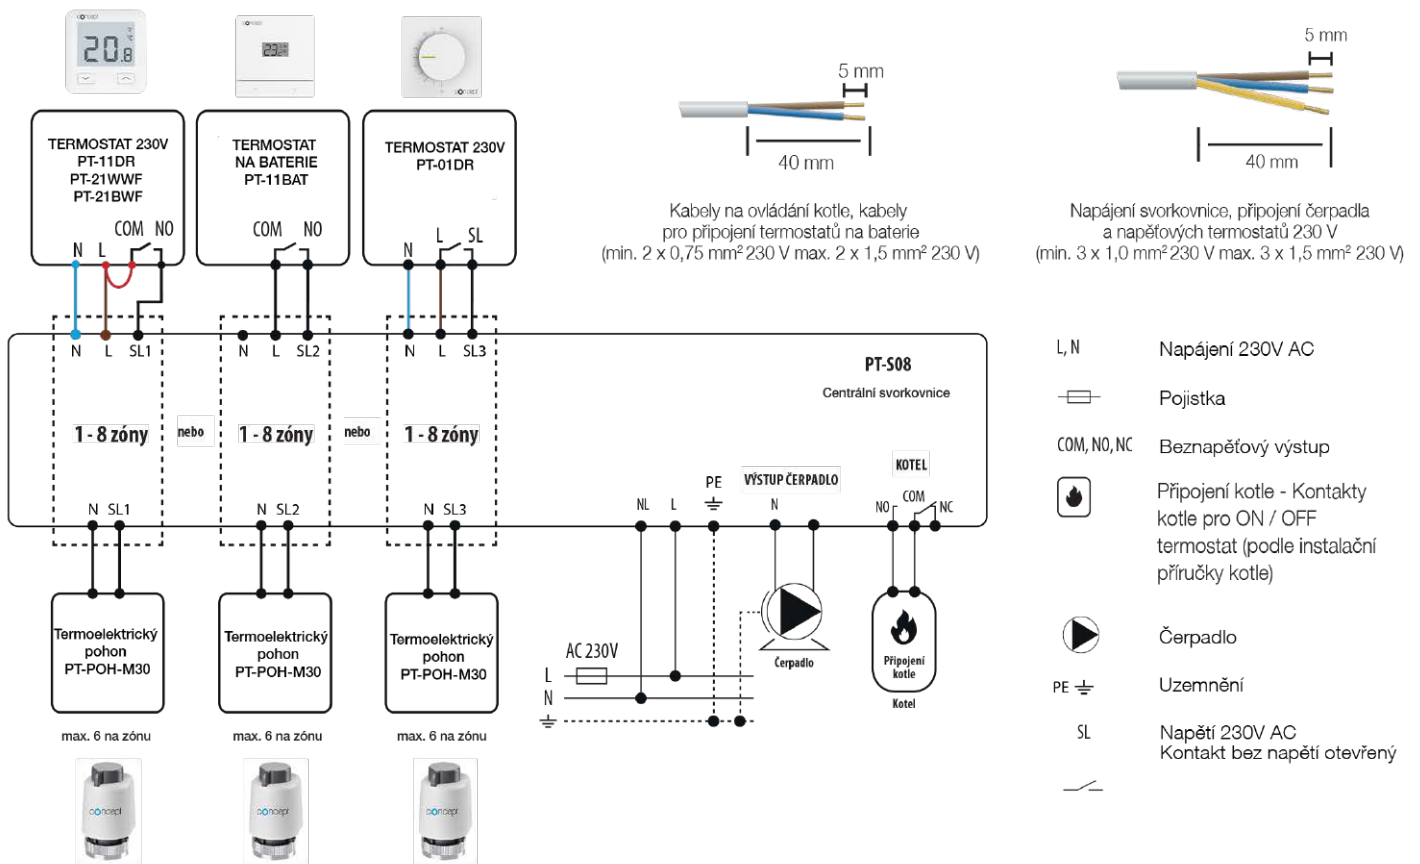 concept
20.8
concept
23
concept
TERMOSTAT 230V
PT-11DR
PT-21WWF
PT-21BWF
N L COM NO
TERMOSTAT
NA BATERIE
PT-11BAT
COM NO
TERMOSTAT 230V
PT-01DR
N L SL
5 mm
40 mm
Kabely na ovládání kotle, kabely
pro připojení termostatů na baterie
(min. 2 x 0,75 mm² 230 V max. 2 x 1,5 mm² 230 V)
5 mm
40 mm
Napájení svorkovnice, připojení čerpadla
a napěťových termostatů 230 V
(min. 3 x 1,0 mm² 230 V max. 3 x 1,5 mm² 230 V)
N L SL1
N L SL2
N L SL3
PT-S08
Centrální svorkovnice
1 - 8 zóny nebo 1 - 8 zóny nebo 1 - 8 zóny
N SL1
N SL2
N SL3
NL L PE
VÝSTUP ČERPADLO
N
KOTEL
NO COM NC
Termoelektrický
pohon
PT-POH-M30
max. 6 na zónu
concept
Termoelektrický
pohon
PT-POH-M30
max. 6 na zónu
concept
Termoelektrický
pohon
PT-POH-M30
max. 6 na zónu
concept
AC 230V
L
N
Čerpadlo
Připojení
kotle
Kotel
L, N Napájení 230V AC
Pojistka
COM, NO, NC Beznapěťový výstup
Připojení kotle - Kontakty
kotle pro ON / OFF
termostat (podle instalační
příručky kotle)
Čerpadlo
PE Uzemnění
SL Napětí 230V AC
Kontakt bez napětí otevřený